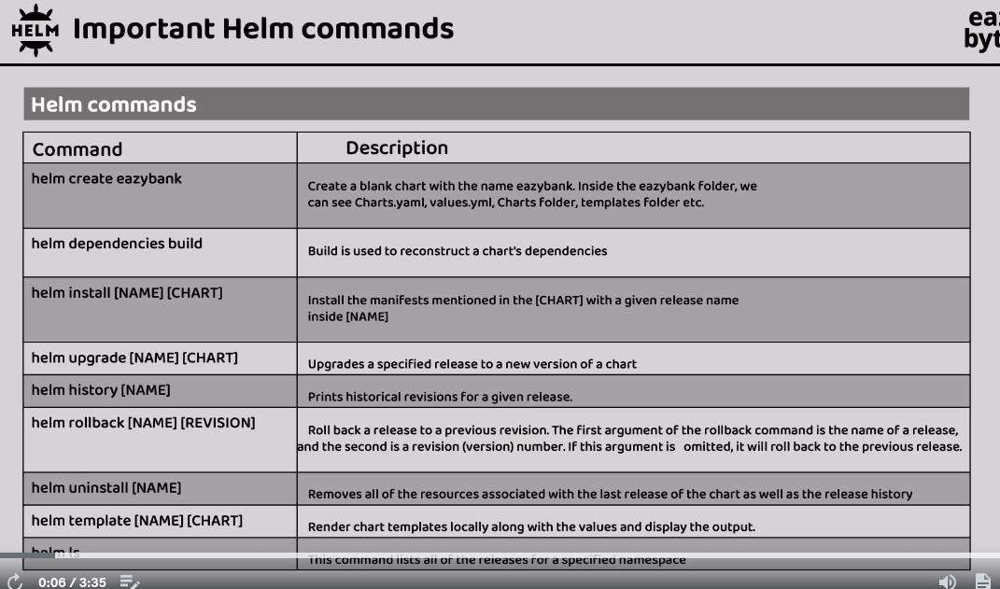 HELM
Important Helm commands
eaz
byt
Helm commands
Command
Description
helm create eazybank
Create a blank chart with the name eazybank. Inside the eazybank folder, we
can see Charts.yaml, values.yml, Charts folder, templates folder etc.
helm dependencies build
Build is used to reconstruct a chart's dependencies
helm install [NAME] [CHART]
Install the manifests mentioned in the [CHART] with a given release name
inside [NAME]
helm upgrade [NAME] [CHART]
Upgrades a specified release to a new version of a chart
helm history [NAME]
Prints historical revisions for a given release.
helm rollback [NAME] [REVISION]
Roll back a release to a previous revision. The first argument of the rollback command is the name of a release,
and the second is a revision (version) number. If this argument is omitted, it will roll back to the previous release.
helm uninstall [NAME]
Removes all of the resources associated with the last release of the chart as well as the release history
helm template [NAME] [CHART]
Render chart templates locally along with the values and display the output.
helm ls
This command lists all of the releases for a specified namespace
0:06 / 3:35